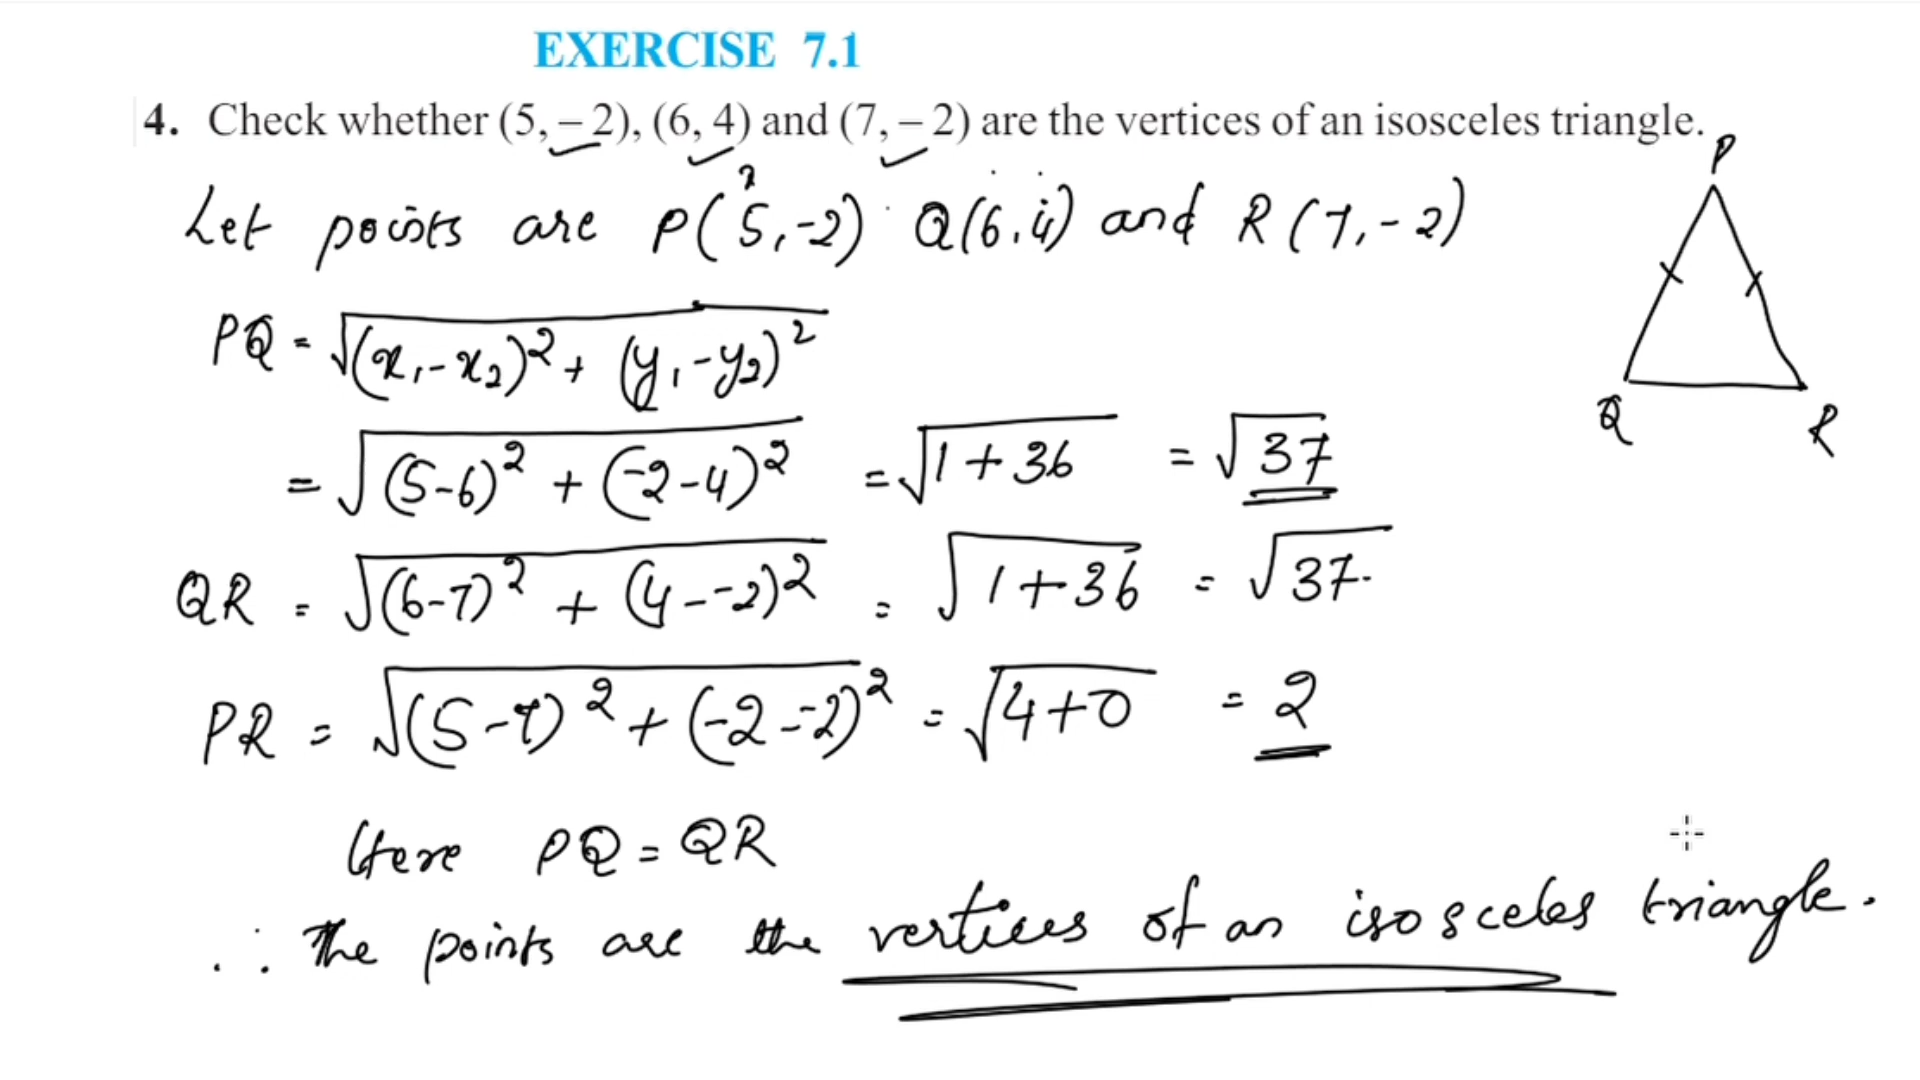 EXERCISE 7.1
4. Check whether (5, – 2), (6, 4) and (7, – 2) are the vertices of an isosceles triangle.
P
Let points are P(5,-2) Q(6,4) and R(7,-2)
PQ = √(x₁-x₂)² + (y₁-y₂)²
Q R
= √(5-6)² + (-2-4)² = √1+36 = √37
QR = √(6-7)² + (4--2)² = √1+36 = √37.
PR = √(5-7)² + (-2--2)² = √4+0 = 2
Here PQ = QR
∴ The points are the vertices of an isosceles triangle.